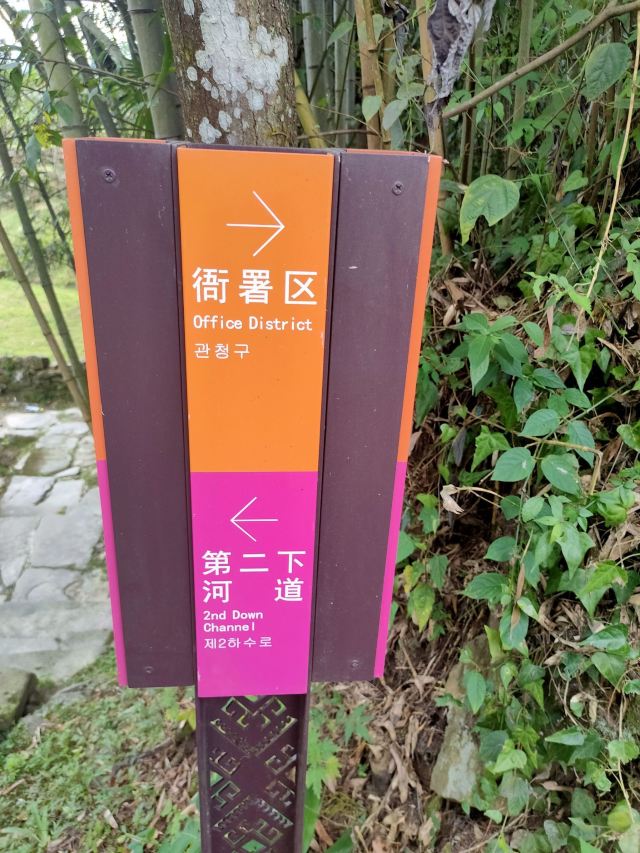 衙署区
Office District
관청구
第二下
河道
2nd Down
Channel
제2하수로